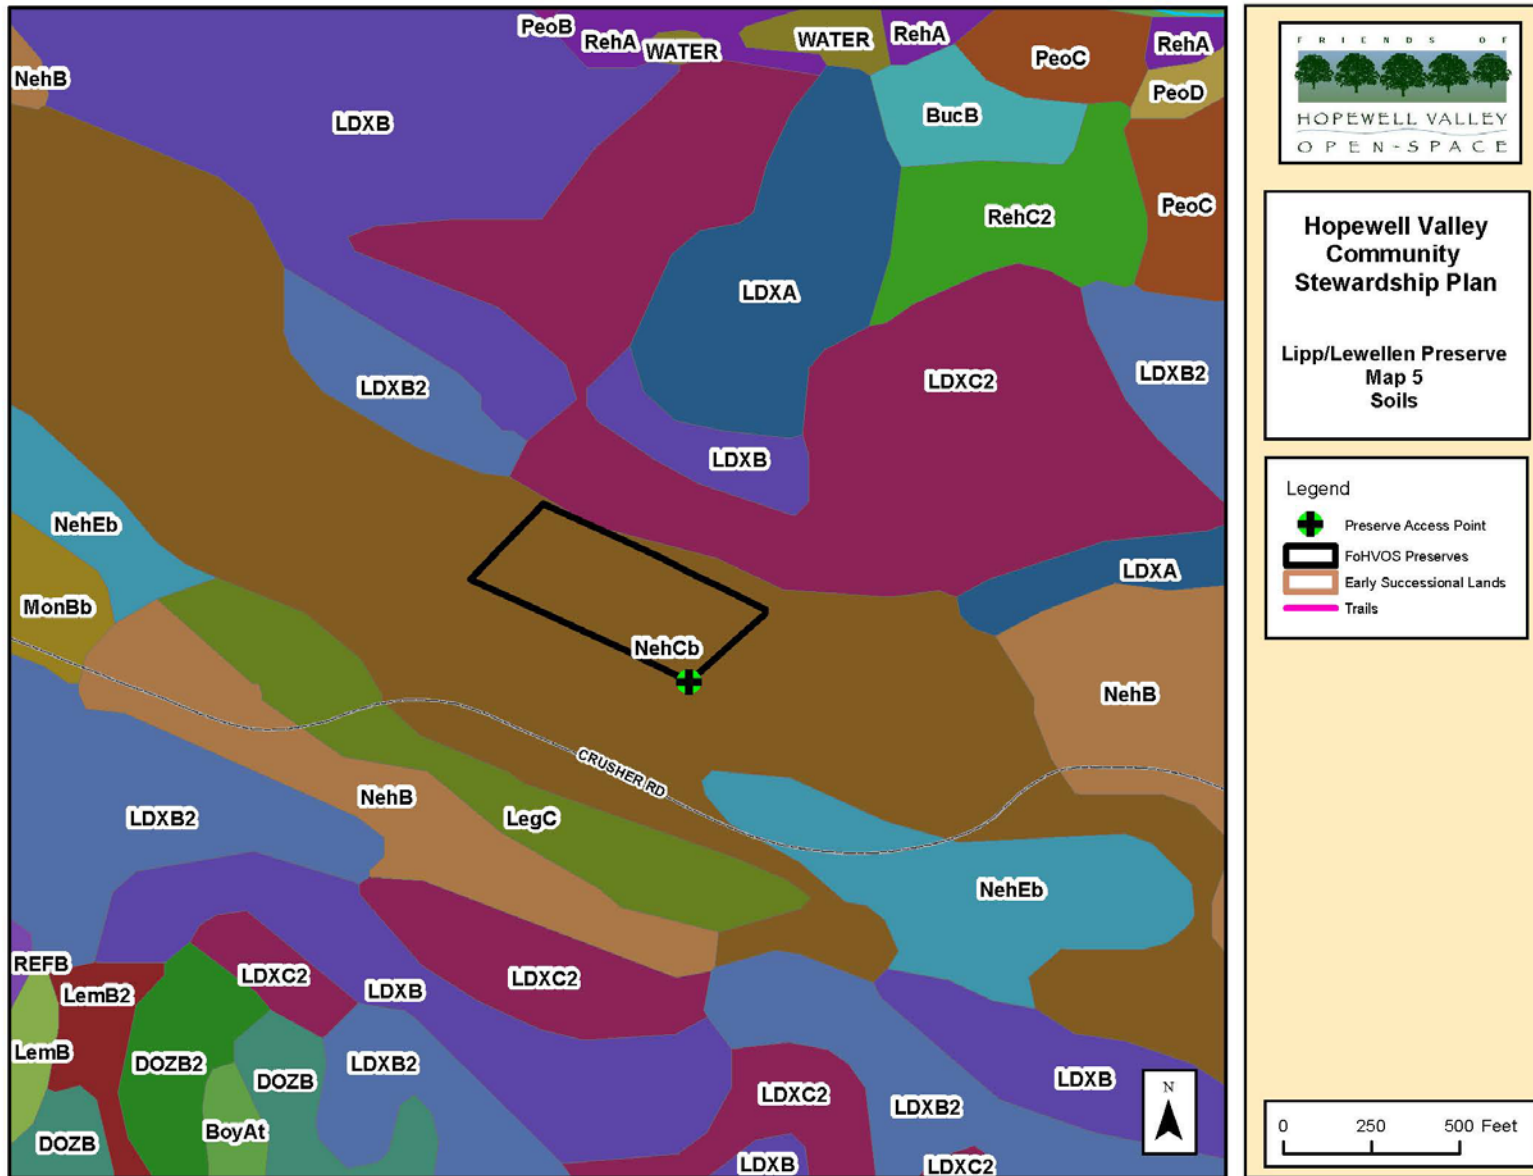 PeoB
RehA
WATER
WATER
RehA
PeoC
RehA
NehB
PeoD
LDXB
BucB
RehC2
PeoC
LDXA
LDXB2
LDXC2
LDXB2
LDXB
NehEb
LDXA
MonBb
NehCb
NehB
CRUSHER RD
NehB
LDXB2
LegC
NehEb
REFB
LDXC2
LDXC2
LemB2
LDXB
LemB
DOZB2
LDXB2
DOZB
LDXB
LDXC2
LDXB2
BoyAt
DOZB
LDXB
LDXC2
N
FRIENDS OF
HOPEWELL VALLEY
OPEN-SPACE
Hopewell Valley
Community
Stewardship Plan
Lipp/Lewellen Preserve
Map 5
Soils
Legend
Preserve Access Point
FoHVOS Preserves
Early Successional Lands
Trails
0 250 500 Feet